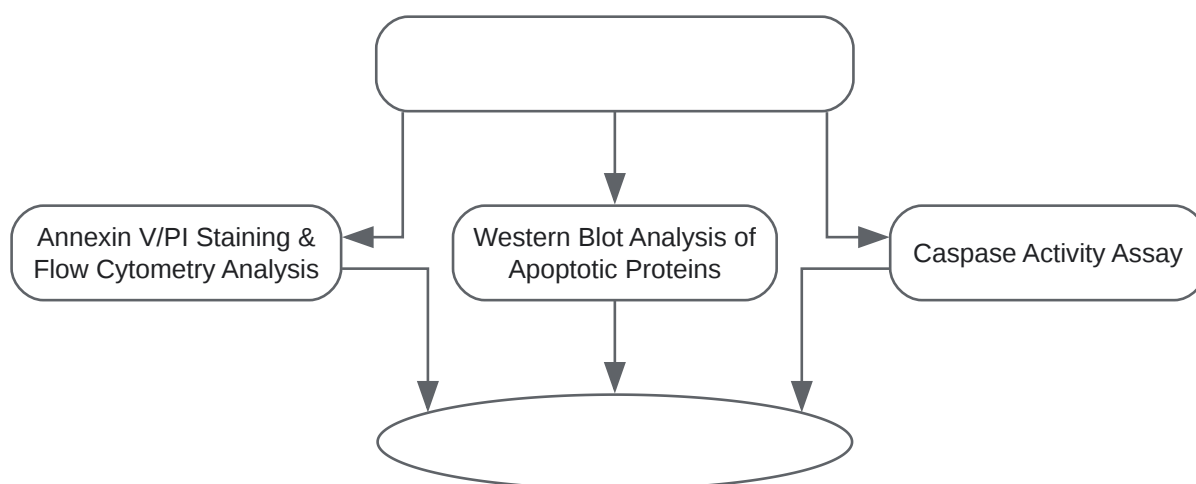 Annexin V/PI Staining &
Flow Cytometry Analysis
Western Blot Analysis of
Apoptotic Proteins
Caspase Activity Assay